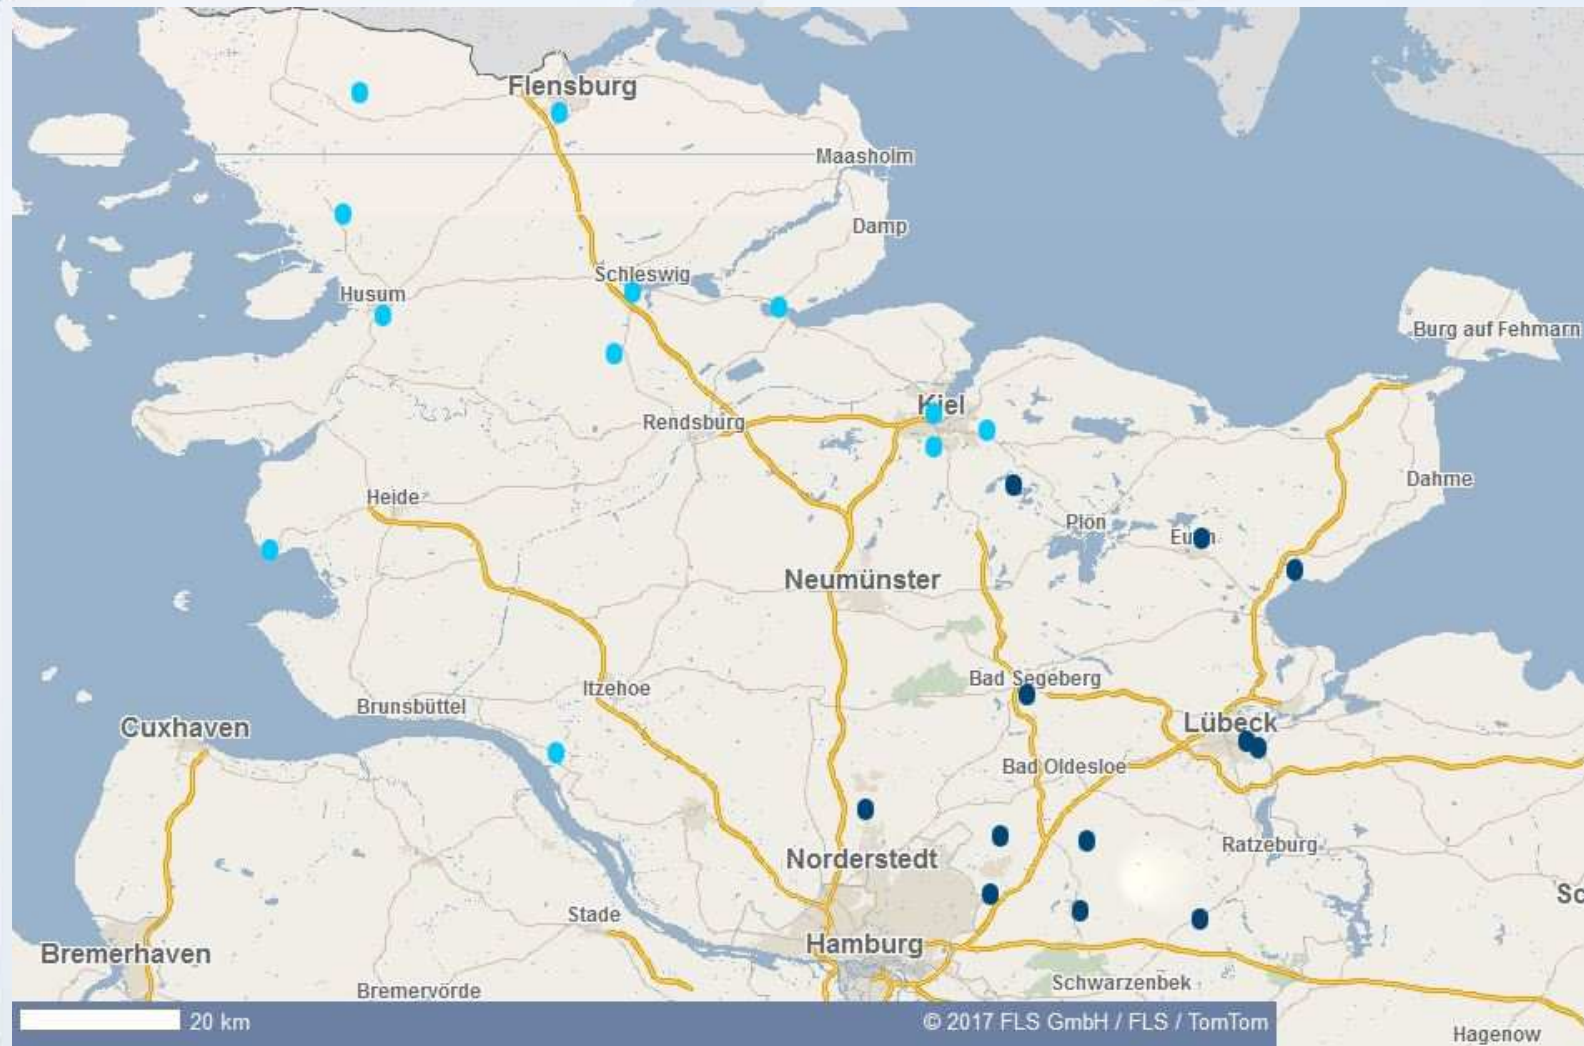 Flensburg
Maasholm
Damp
Schleswig
Husum
Burg auf Fehmarn
Kiel
Rendsburg
Dahme
Heide
Plön
Neumünster
Bad Segeberg
Itzehoe
Brunsbüttel
Cuxhaven
Lübeck
Bad Oldesloe
Ratzeburg
Norderstedt
Stade
Hamburg
Bremerhaven
Schwarzenbek
Bremervörde
20 km
© 2017 FLS GmbH / FLS / TomTom
Hagenow